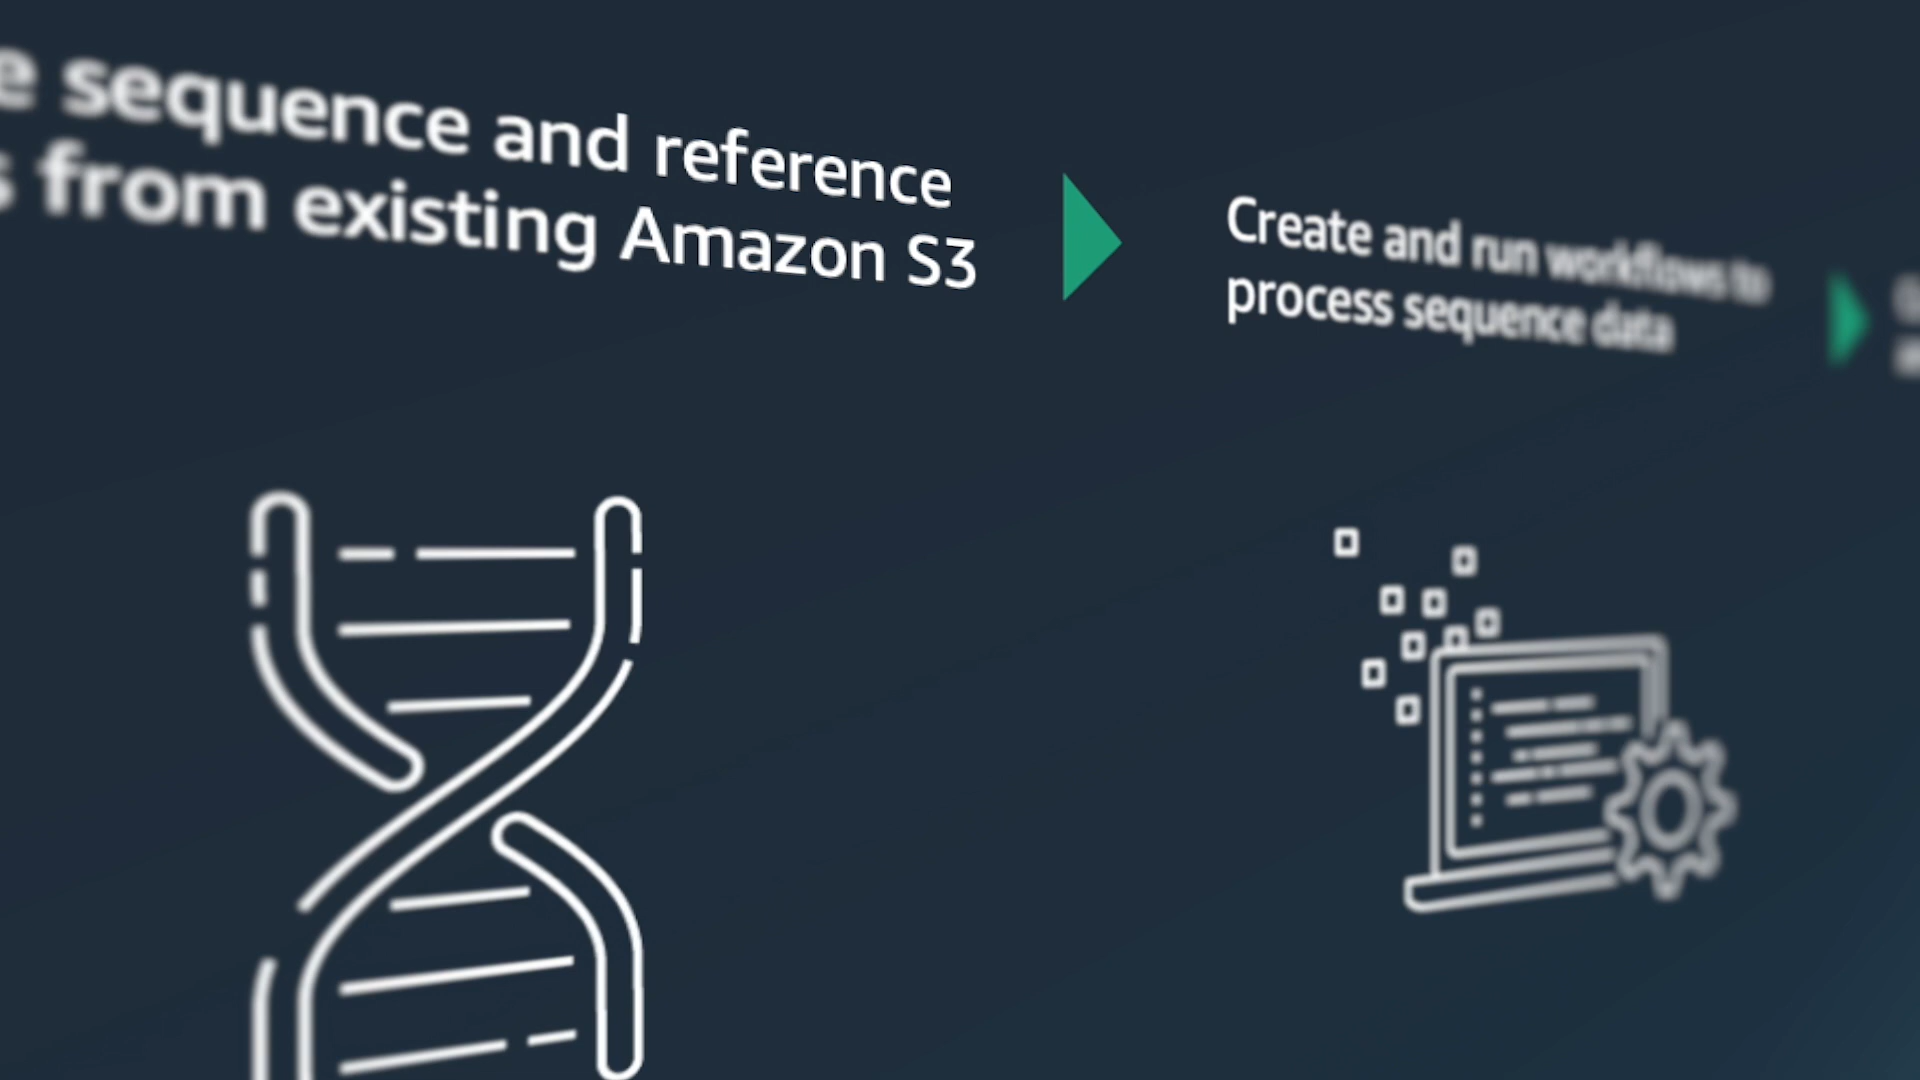 sequence and reference
from existing Amazon S3
Create and run workflows to
process sequence data